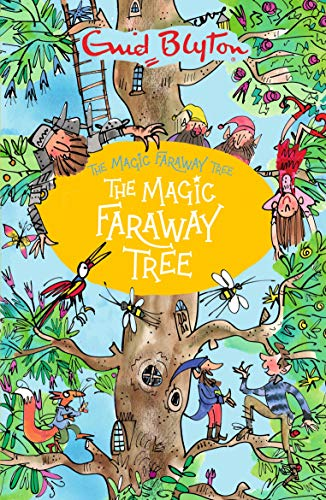 Enid Blyton
THE MAGIC FARAWAY TREE
THE MAGIC
FARAWAY
TREE